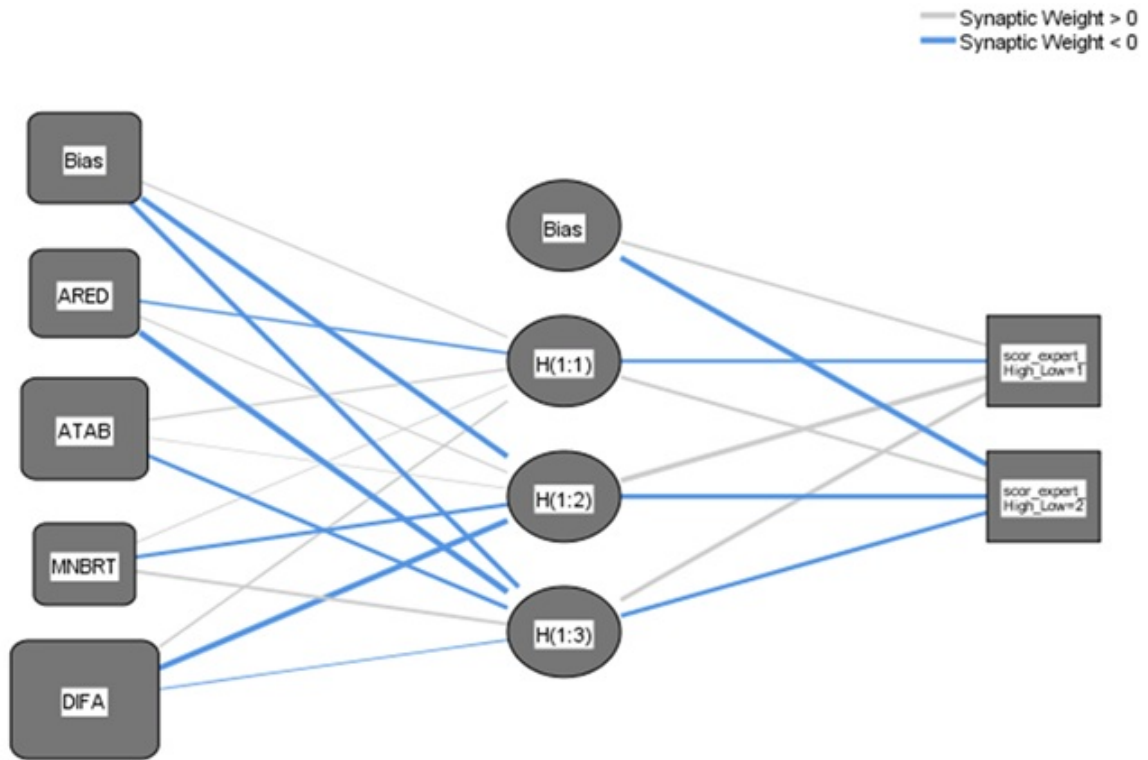 Synaptic Weight > 0
Synaptic Weight < 0
Bias
ARED
ATAB
MNBRT
DIFA
Bias
H(1:1)
H(1:2)
H(1:3)
scor_expert_
High_Low=1
scor_expert_
High_Low=2